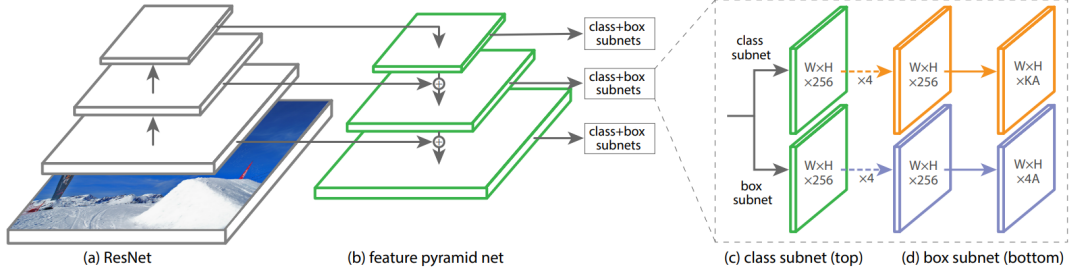 class+box
subnets
class+box
subnets
class+box
subnets
class
subnet
W×H
×256
×4
W×H
×256
W×H
×KA
box
subnet
W×H
×256
×4
W×H
×256
W×H
×4A
(a) ResNet
(b) feature pyramid net
(c) class subnet (top)
(d) box subnet (bottom)